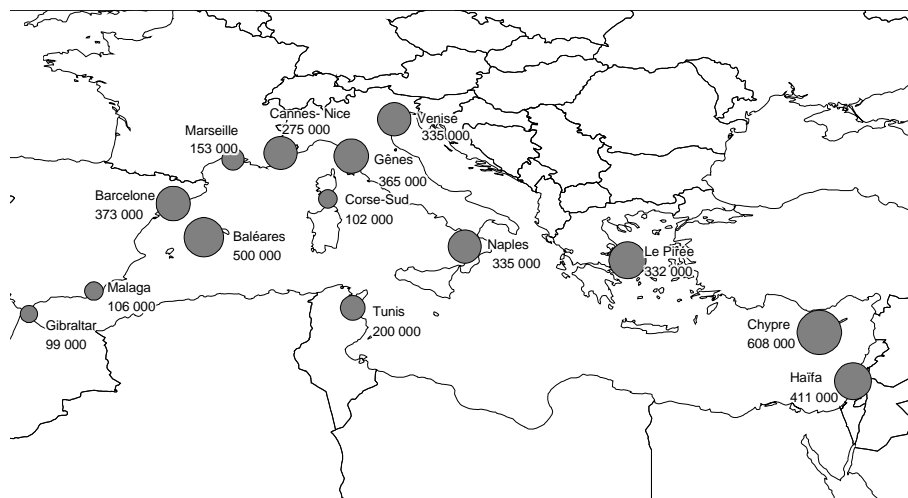 Cannes- Nice
275 000
Venise
335 000
Marseille
153 000
Gênes
365 000
Barcelone
373 000
Corse-Sud
102 000
Baléares
500 000
Naples
335 000
Le Pirée
332 000
Malaga
106 000
Tunis
200 000
Gibraltar
99 000
Chypre
608 000
Haïfa
411 000